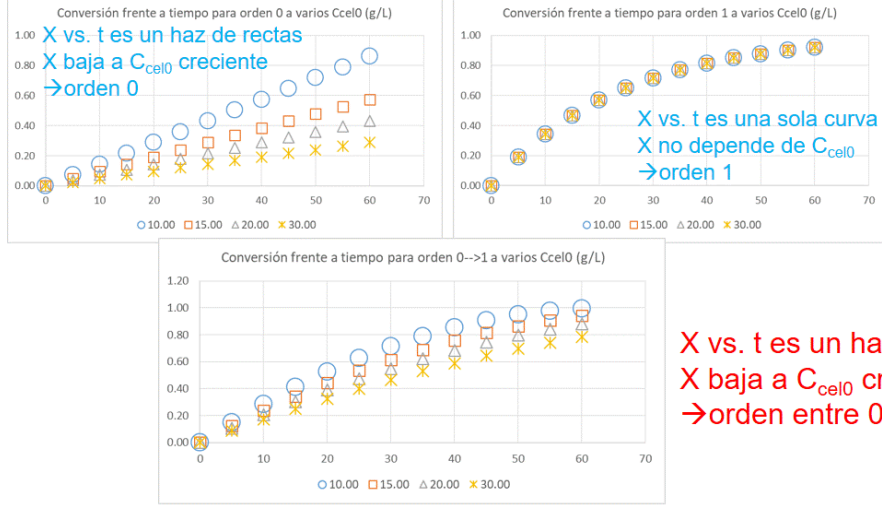 Conversión frente a tiempo para orden 0 a varios Ccel0 (g/L)
X vs. t es un haz de rectas
X baja a Ccel0 creciente
→orden 0
1.00
0.80
0.60
0.40
0.20
0.00
0 10 20 30 40 50 60 70
10.00 15.00 20.00 30.00
Conversión frente a tiempo para orden 1 a varios Ccel0 (g/L)
1.00
0.80
0.60
0.40
0.20
0.00
X vs. t es una sola curva
X no depende de Ccel0
→orden 1
0 10 20 30 40 50 60 70
10.00 15.00 20.00 30.00
Conversión frente a tiempo para orden 0-->1 a varios Ccel0 (g/L)
1.20
1.00
0.80
0.60
0.40
0.20
0.00
0 10 20 30 40 50 60 70
10.00 15.00 20.00 30.00
X vs. t es un ha
X baja a Ccel0 cr
→orden entre 0